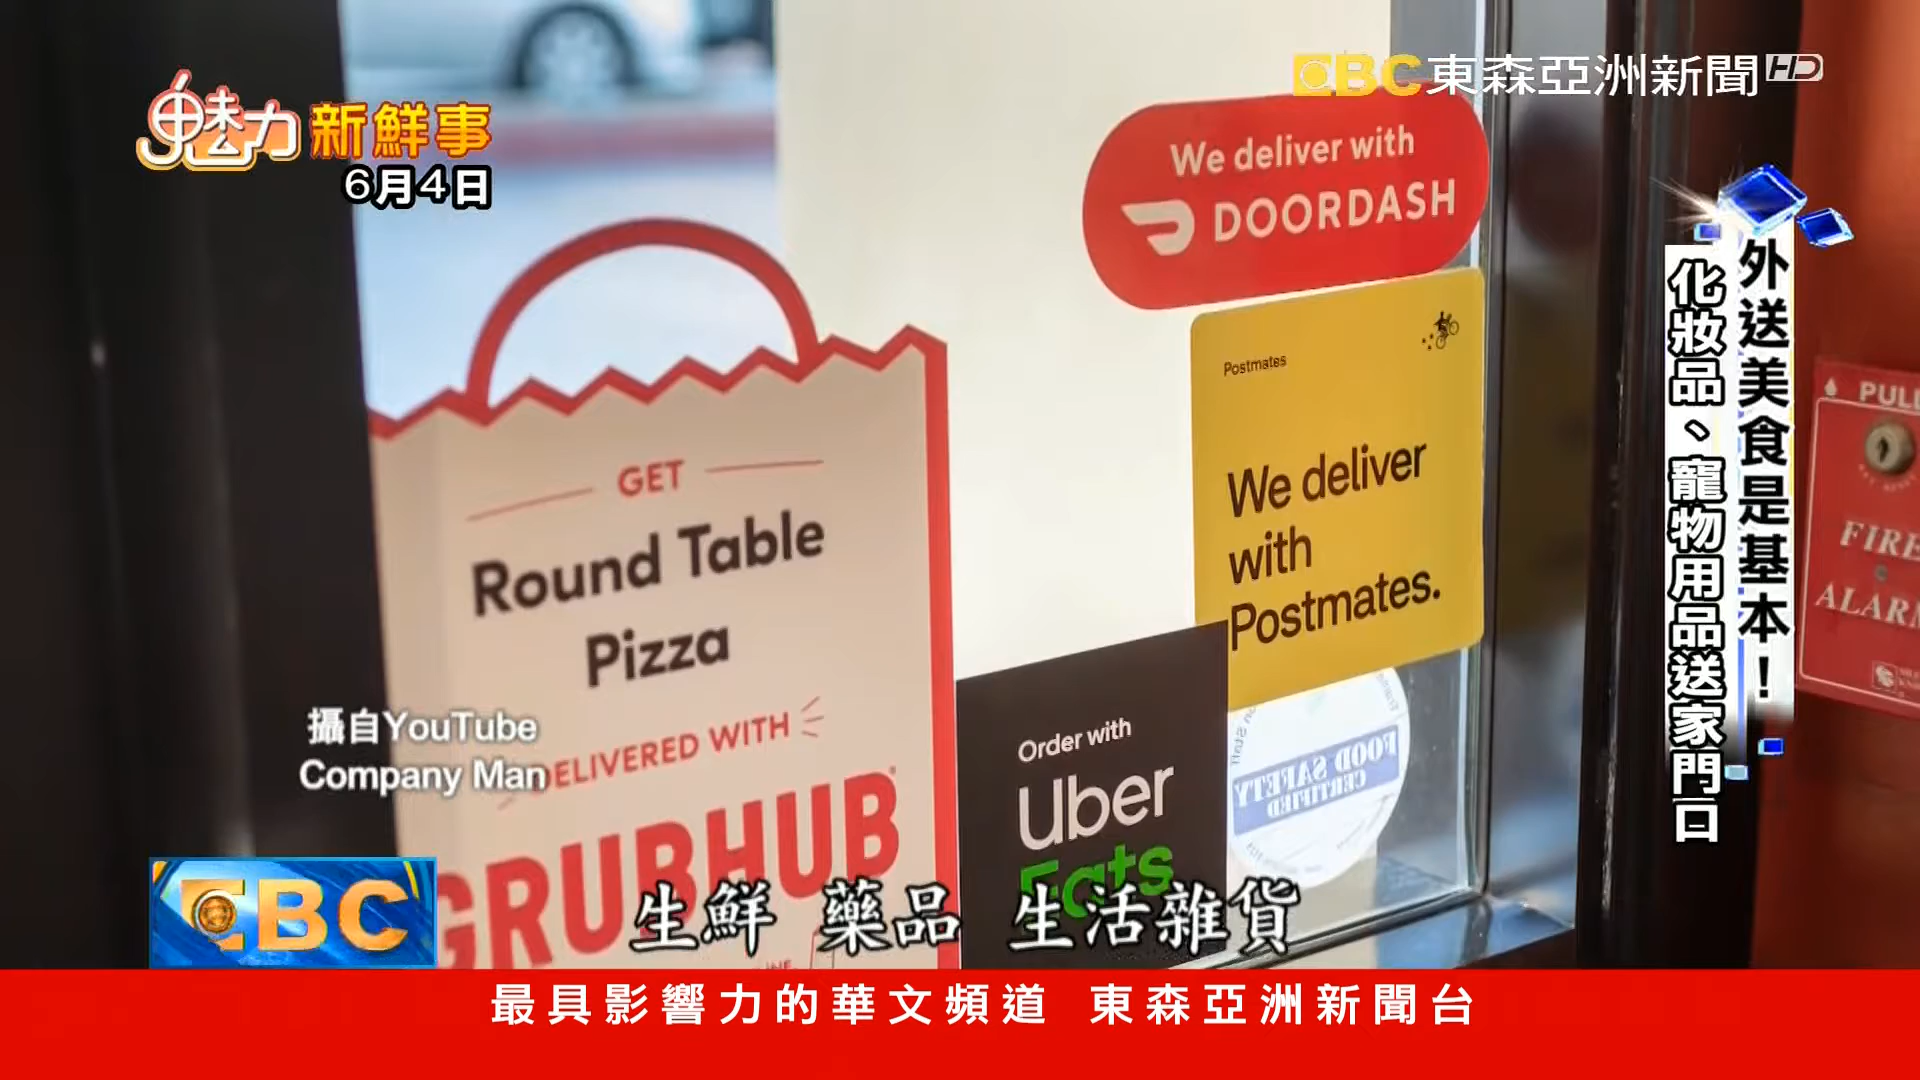 EBC東森亞洲新聞HD
魅力新鮮事
6月4日
外送美食是基本！
化妝品、寵物用品送家門口
We deliver with
DOORDASH
Postmates
We deliver
with
Postmates.
GET
Round Table
Pizza
DELIVERED WITH
GRUBHUB
Order with
Uber
Eats
FOOD SAFETY
CERTIFIED
PULL
FIRE
ALARM
攝自YouTube
Company Man
EBC
生鮮 藥品 生活雜貨
最具影響力的華文頻道 東森亞洲新聞台